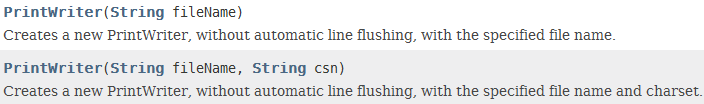 PrintWriter(String fileName)
Creates a new PrintWriter, without automatic line flushing, with the specified file name.
PrintWriter(String fileName, String csn)
Creates a new PrintWriter, without automatic line flushing, with the specified file name and charset.